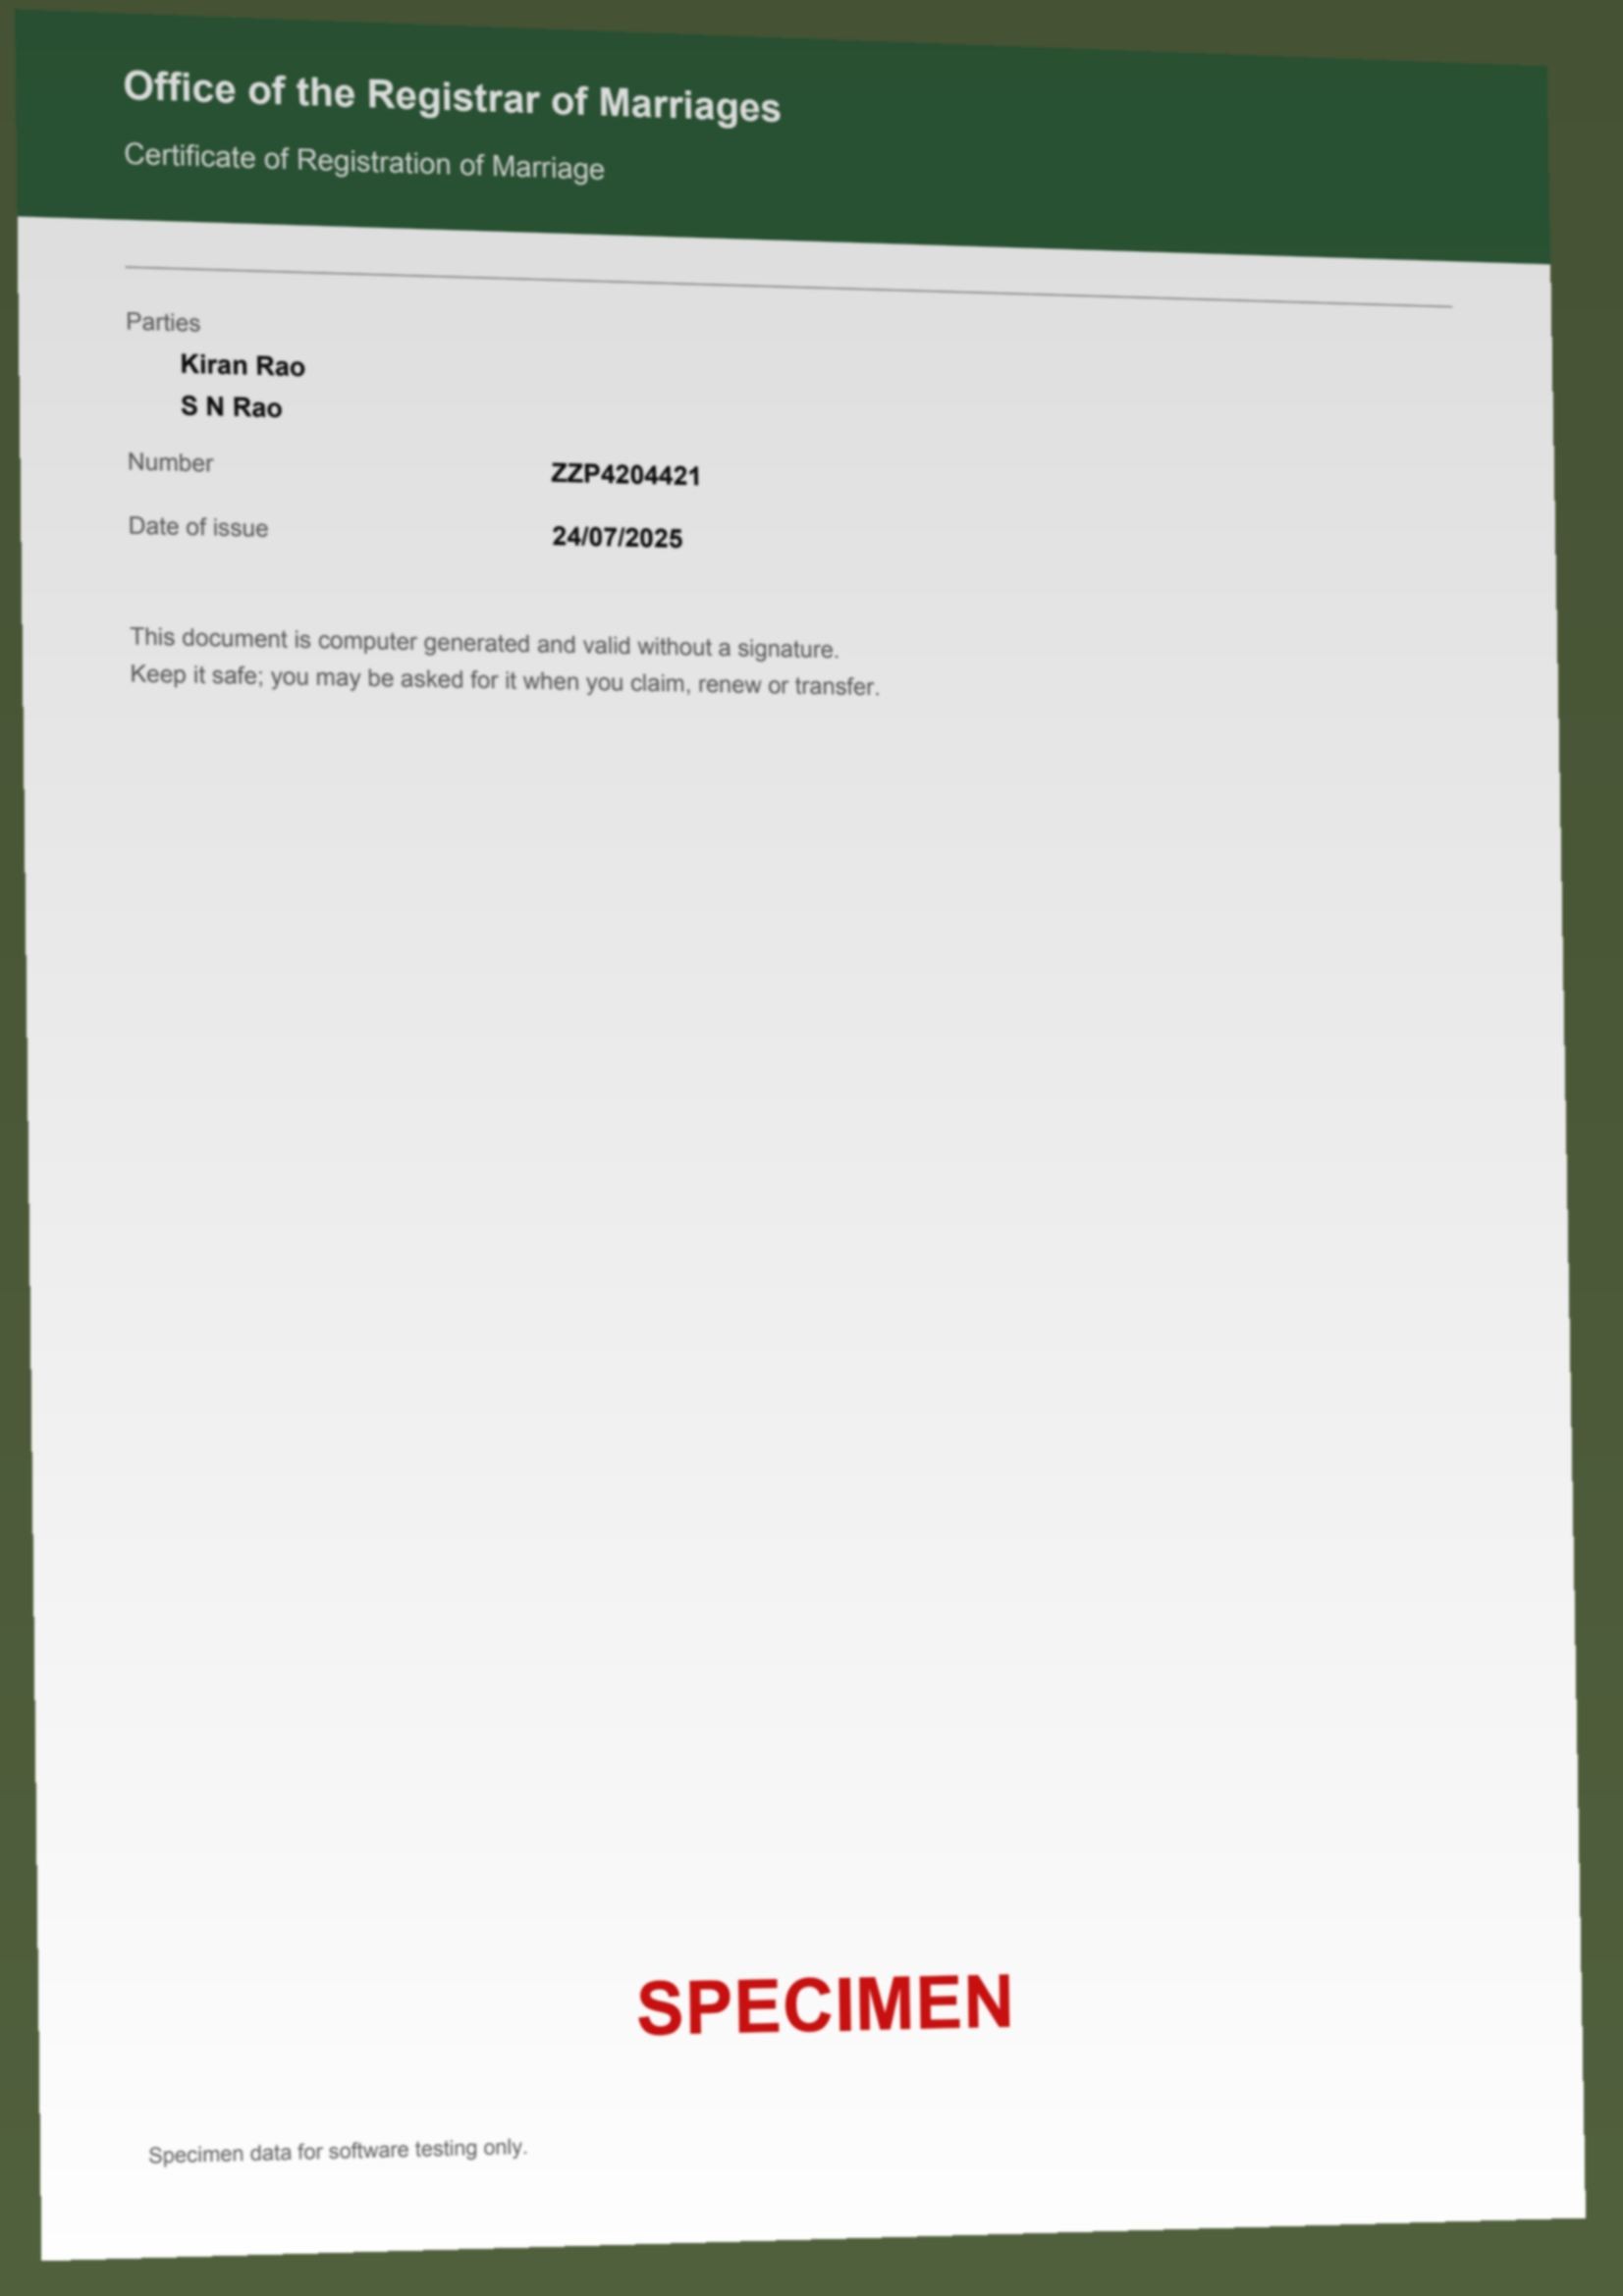 Office of the Registrar of Marriages
Certificate of Registration of Marriage
Parties
Kiran Rao
S N Rao
Number ZZP4204421
Date of issue 24/07/2025
This document is computer generated and valid without a signature.
Keep it safe; you may be asked for it when you claim, renew or transfer.
SPECIMEN
Specimen data for software testing only.